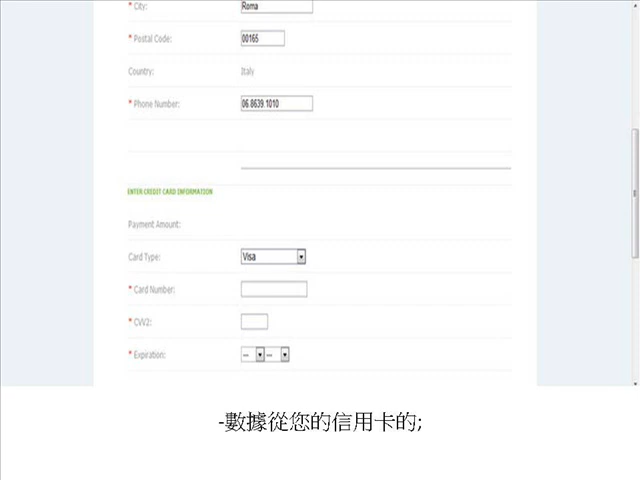 * City: Roma
* Postal Code: 00165
Country: Italy
* Phone Number: 06.8639.1010
ENTER CREDIT CARD INFORMATION
Payment Amount:
Card Type: Visa
* Card Number:
* CVV2:
* Expiration: --- ---
-數據從您的信用卡的;